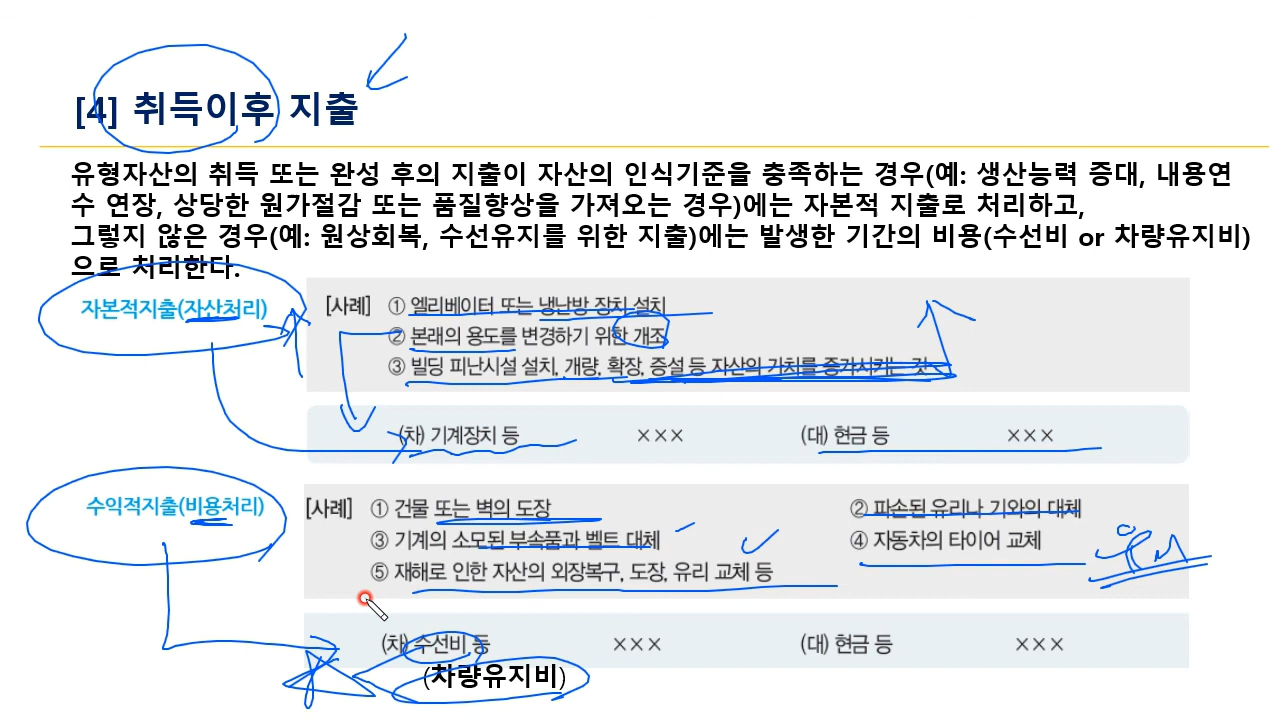 [4] 취득이후 지출
유형자산의 취득 또는 완성 후의 지출이 자산의 인식기준을 충족하는 경우(예: 생산능력 증대, 내용연
수 연장, 상당한 원가절감 또는 품질향상을 가져오는 경우)에는 자본적 지출로 처리하고,
그렇지 않은 경우(예: 원상회복, 수선유지를 위한 지출)에는 발생한 기간의 비용(수선비 or 차량유지비)
으로 처리한다.
자본적지출(자산처리) [사례] ① 엘리베이터 또는 냉난방 장치 설치
② 본래의 용도를 변경하기 위한 개조
③ 빌딩 피난시설 설치, 개량, 확장, 증설 등 자산의 가치를 증가시키는 것
(차) 기계장치 등 ××× (대) 현금 등 ×××
수익적지출(비용처리) [사례] ① 건물 또는 벽의 도장 ② 파손된 유리나 기와의 대체
③ 기계의 소모된 부속품과 벨트 대체 ④ 자동차의 타이어 교체
⑤ 재해로 인한 자산의 외장복구, 도장, 유리 교체 등
(차) 수선비 등 ××× (대) 현금 등 ×××
(차량유지비)